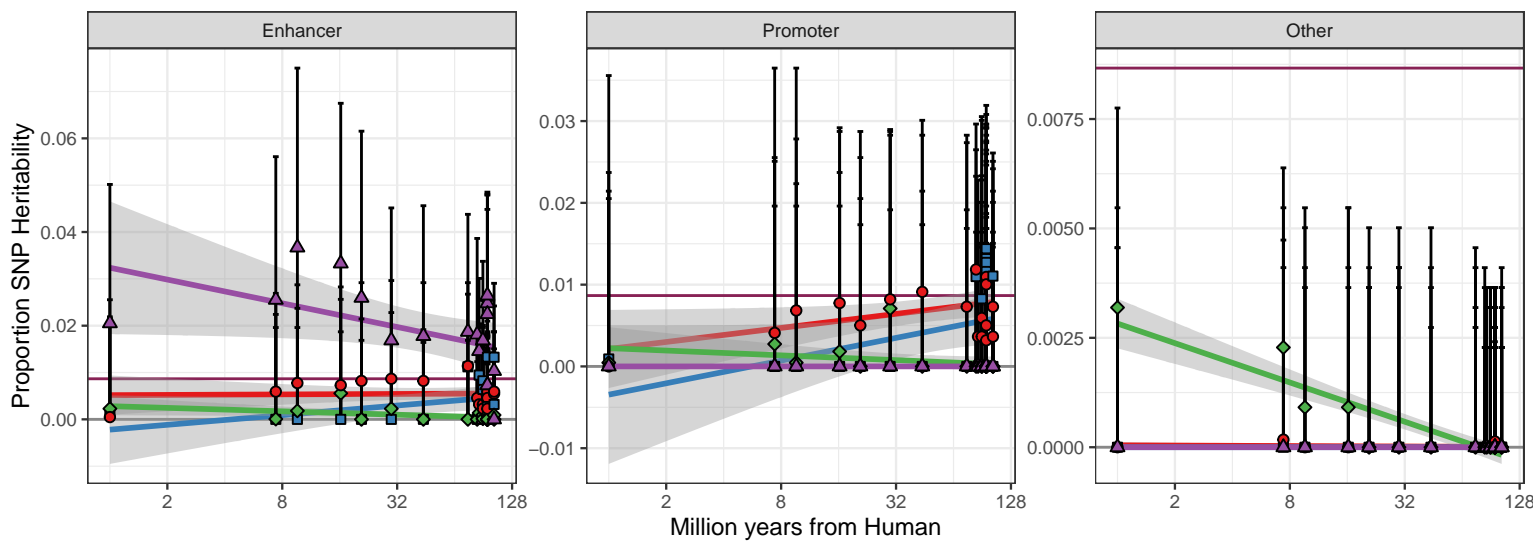 Enhancer
Promoter
Other
Proportion SNP Heritability
0.06
0.04
0.02
0.00
0.03
0.02
0.01
0.00
−0.01
0.0075
0.0050
0.0025
0.0000
2 8 32 128
2 8 32 128
2 8 32 128
Million years from Human